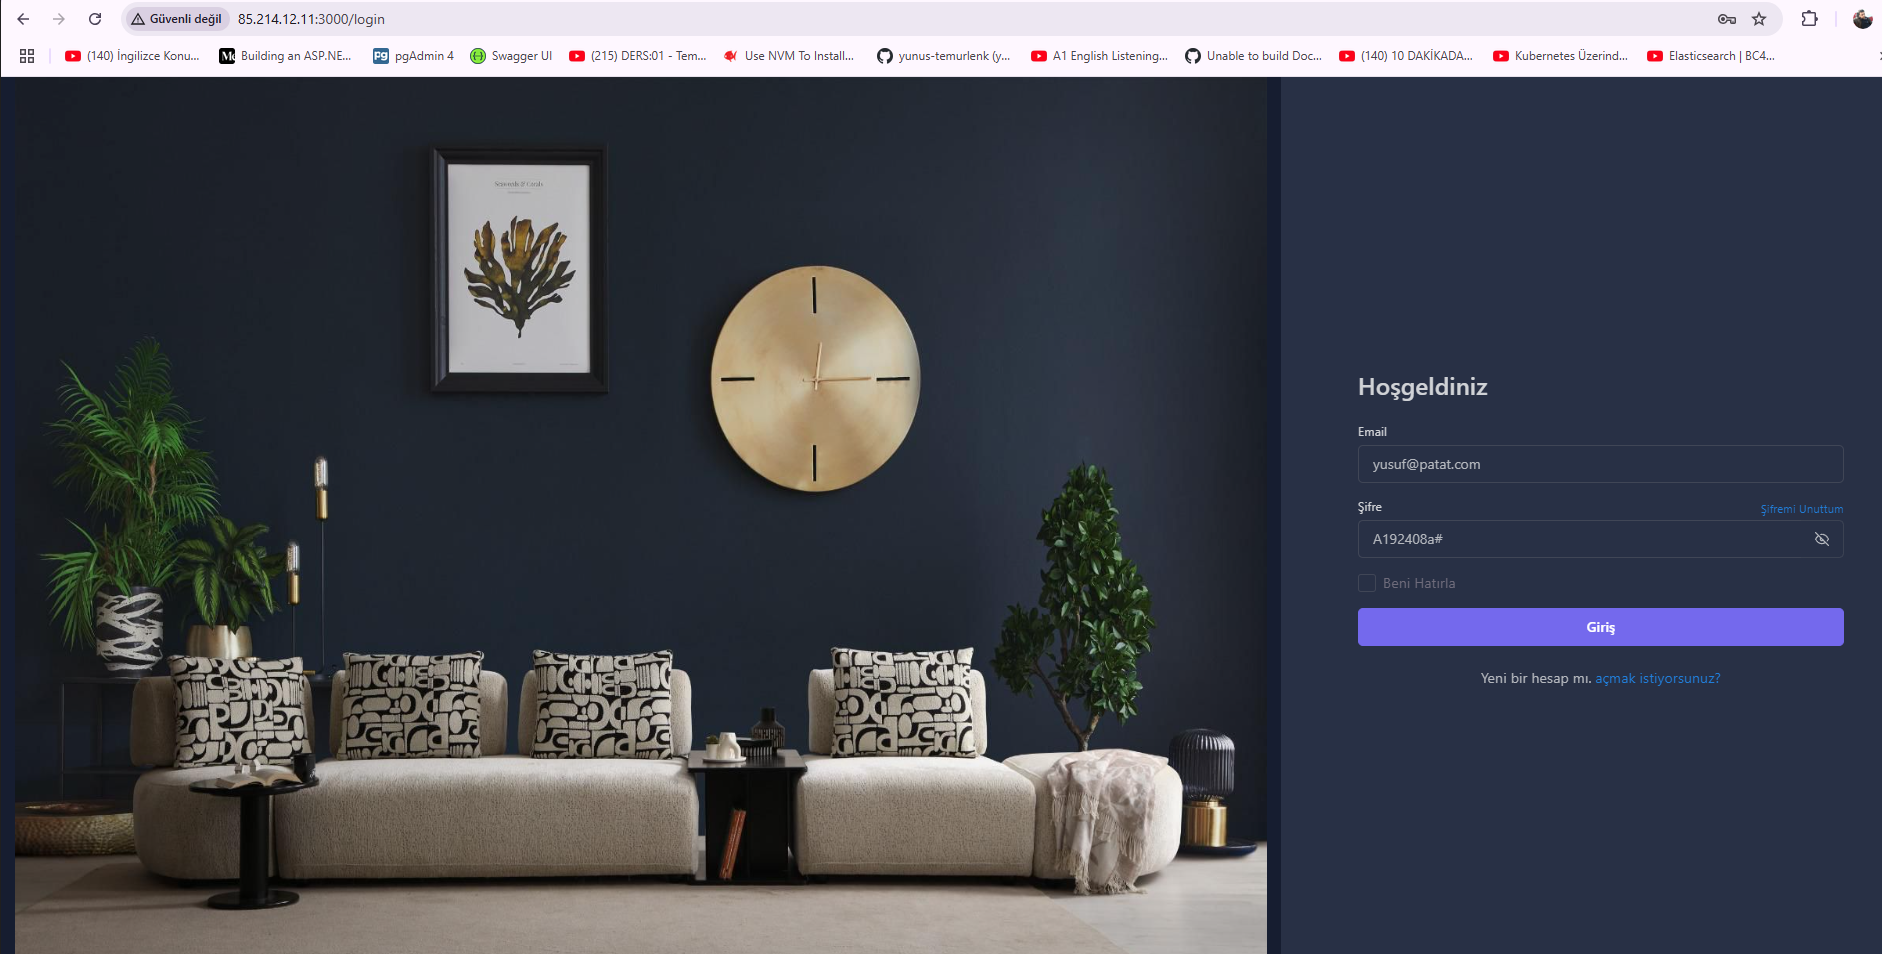 Güvenli değil 85.214.12.11:3000/login
(140) İngilizce Konu... Building an ASP.NE... pgAdmin 4 Swagger UI (215) DERS:01 - Tem... Use NVM To Install... yunus-temurlenk (y... A1 English Listening... Unable to build Doc... (140) 10 DAKİKADA... Kubernetes Üzerind... Elasticsearch | BC4...
Seaweeds & Corals
Hoşgeldiniz
Email
yusuf@patat.com
Şifre Şifremi Unuttum
A192408a#
Beni Hatırla
Giriş
Yeni bir hesap mı. açmak istiyorsunuz?